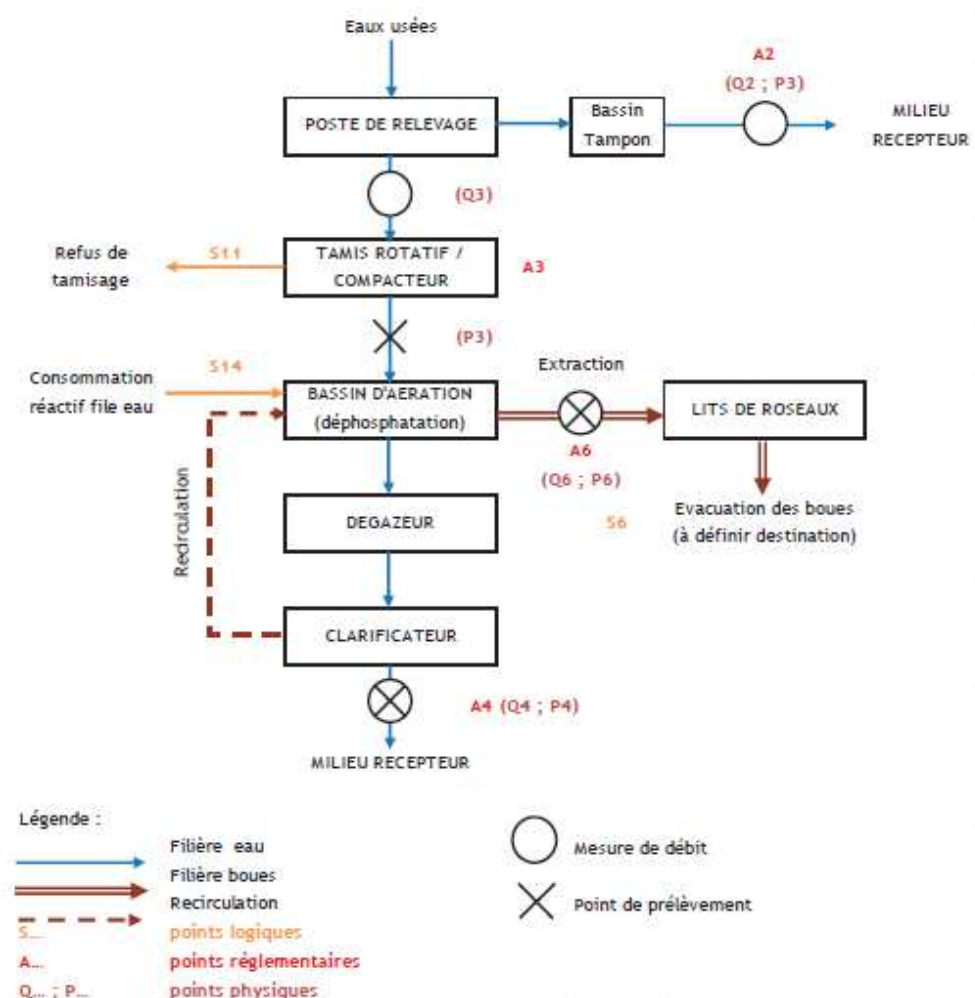 Eaux usées
A2
(Q2 ; P3)
POSTE DE RELEVAGE
Bassin
Tampon
MILIEU
RECEPTEUR
(Q3)
Refus de
tamisage
S11
TAMIS ROTATIF /
COMPACTEUR
A3
(P3)
Consommation
réactif file eau
S14
BASSIN D'AERATION
(déphosphatation)
Extraction
LITS DE ROSEAUX
A6
(Q6 ; P6)
S6
Evacuation des boues
(à définir destination)
Recirculation
DEGAZEUR
CLARIFICATEUR
A4 (Q4 ; P4)
MILIEU RECEPTEUR
Légende :
Filière eau
Filière boues
Recirculation
S... points logiques
A... points réglementaires
Q... ; P... points physiques
Mesure de débit
Point de prélèvement